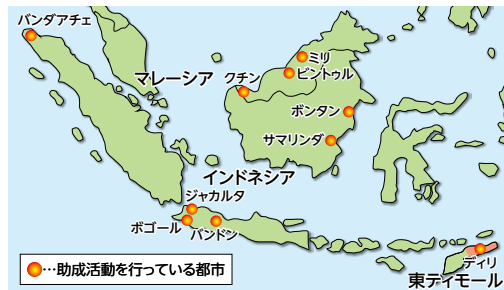 バンダアチェ
ミリ
マレーシア
クチン
ビントゥル
ボンタン
サマリンダ
インドネシア
ジャカルタ
ボゴール
バンドン
ディリ
東ティモール
…助成活動を行っている都市